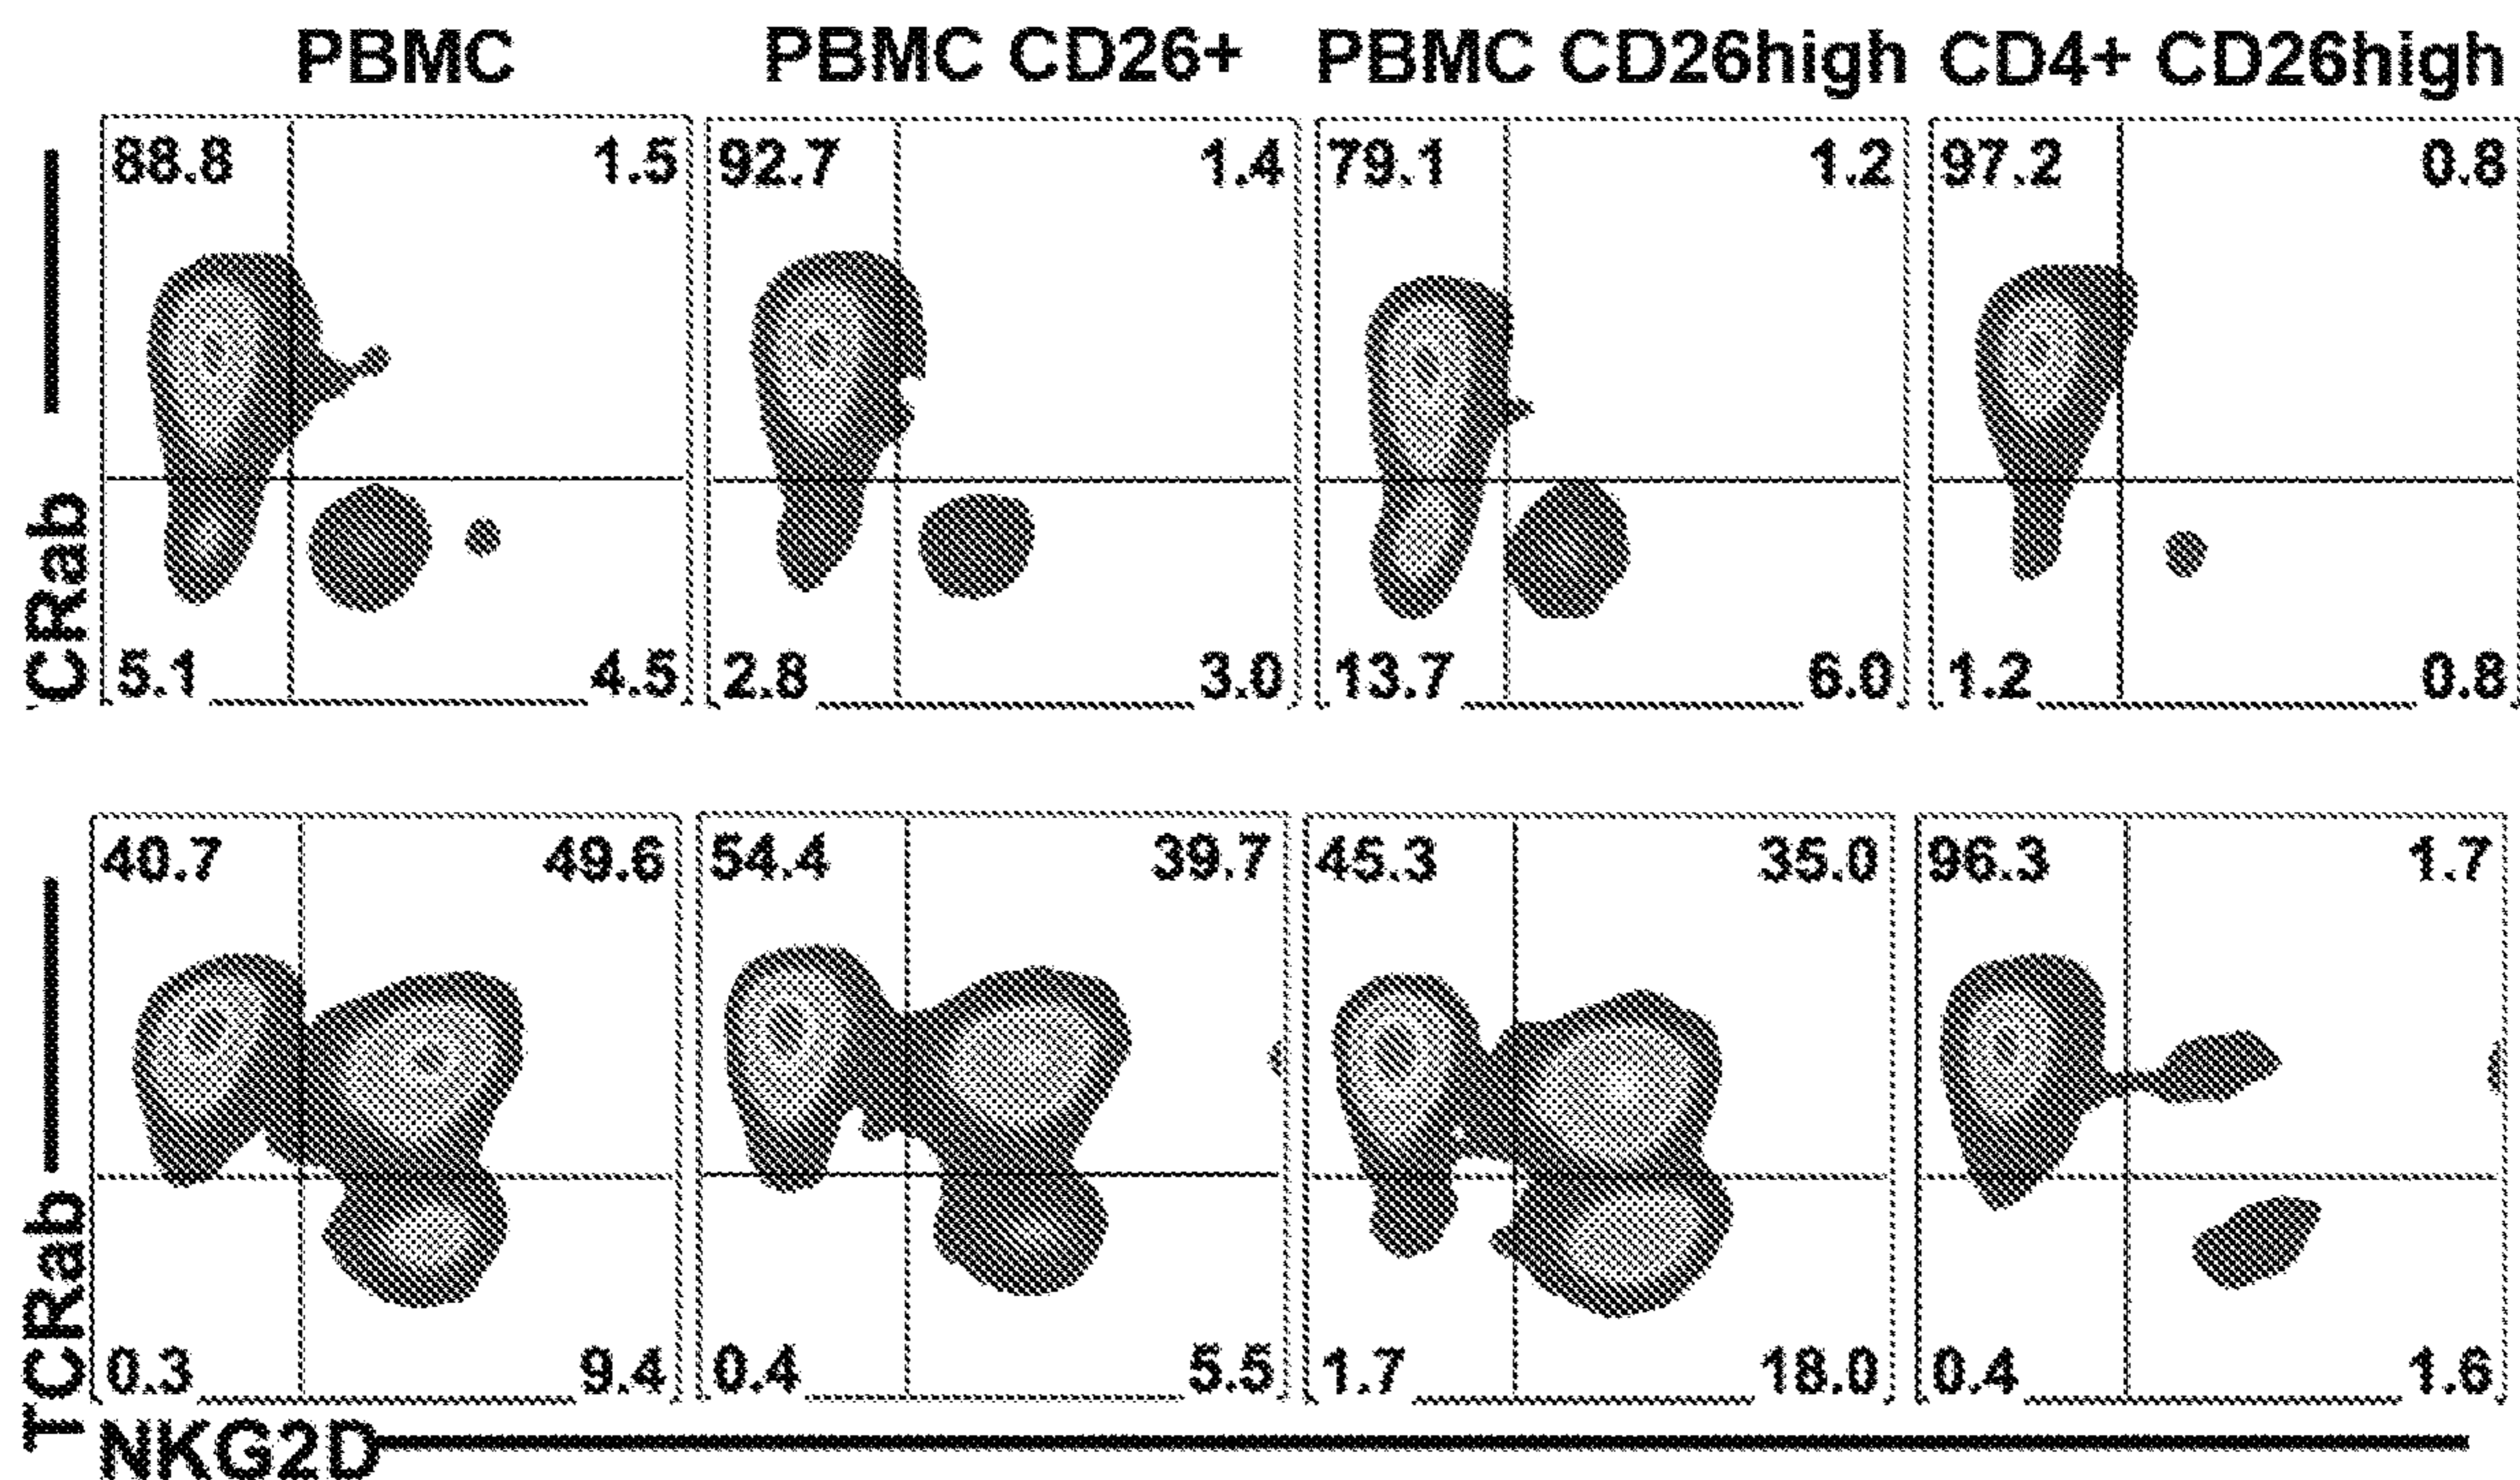 PBMC PBMC CD26+ PBMC CD26high CD4+ CD26high
88.8 1.5 92.7 1.4 79.1 1.2 97.2 0.8
CRab
5.1 4.5 2.8 3.0 13.7 6.0 1.2 0.8
40.7 49.6 54.4 39.7 45.3 35.0 96.3 1.7
TCRab
0.3 9.4 0.4 5.5 1.7 18.0 0.4 1.6
NKG2D